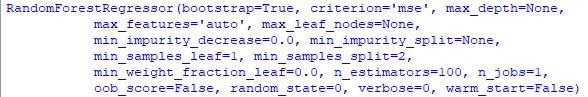 RandomForestRegressor(bootstrap=True, criterion='mse', max_depth=None,
max_features='auto', max_leaf_nodes=None,
min_impurity_decrease=0.0, min_impurity_split=None,
min_samples_leaf=1, min_samples_split=2,
min_weight_fraction_leaf=0.0, n_estimators=100, n_jobs=1,
oob_score=False, random_state=0, verbose=0, warm_start=False)